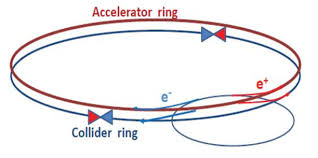 Accelerator ring
e⁻
e⁺
Collider ring